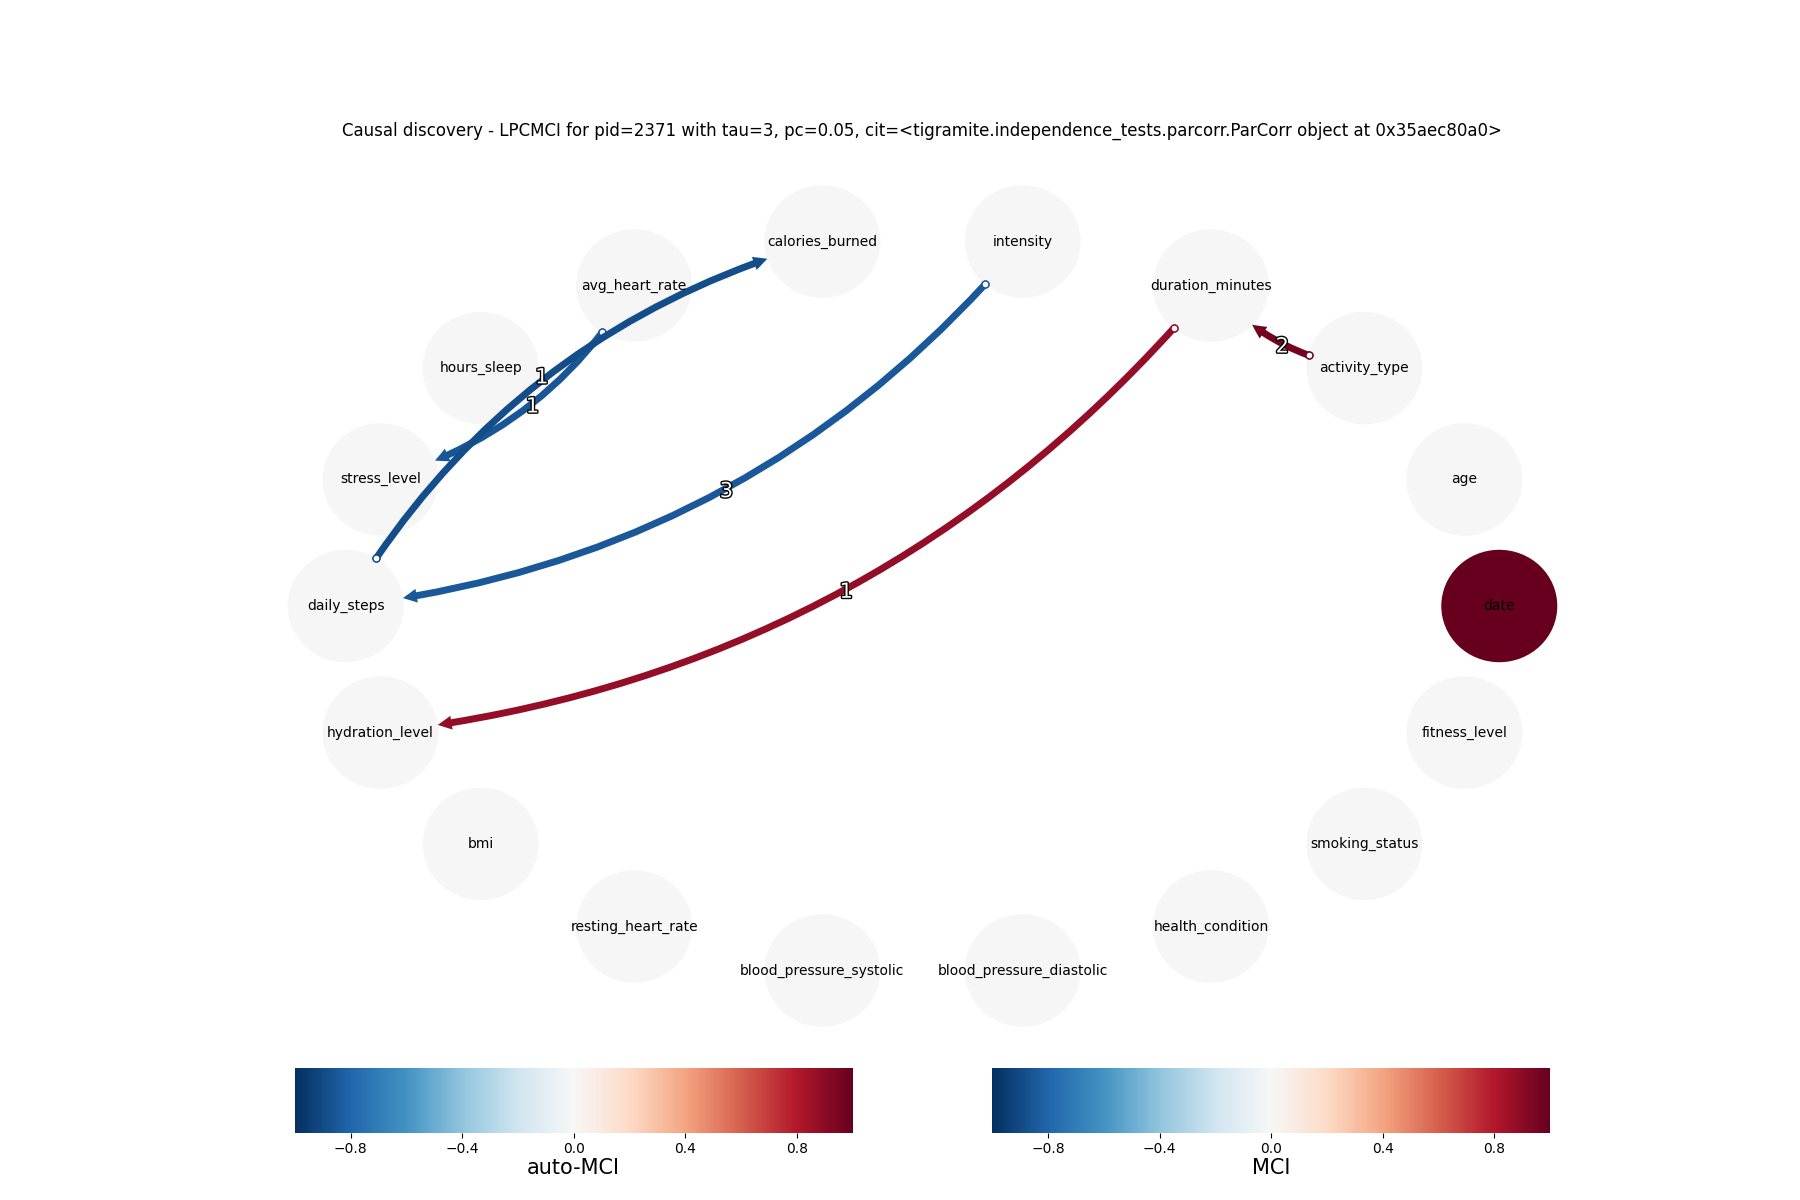 Causal discovery - LPCMCI for pid=2371 with tau=3, pc=0.05, cit=<tigramite.independence_tests.parcorr.ParCorr object at 0x35aec80a0>
calories_burned
intensity
avg_heart_rate
duration_minutes
2
hours_sleep
1
activity_type
1
stress_level
3
age
daily_steps
1
date
hydration_level
fitness_level
bmi
smoking_status
resting_heart_rate
health_condition
blood_pressure_systolic
blood_pressure_diastolic
−0.8 −0.4 0.0 0.4 0.8
auto-MCI
−0.8 −0.4 0.0 0.4 0.8
MCI